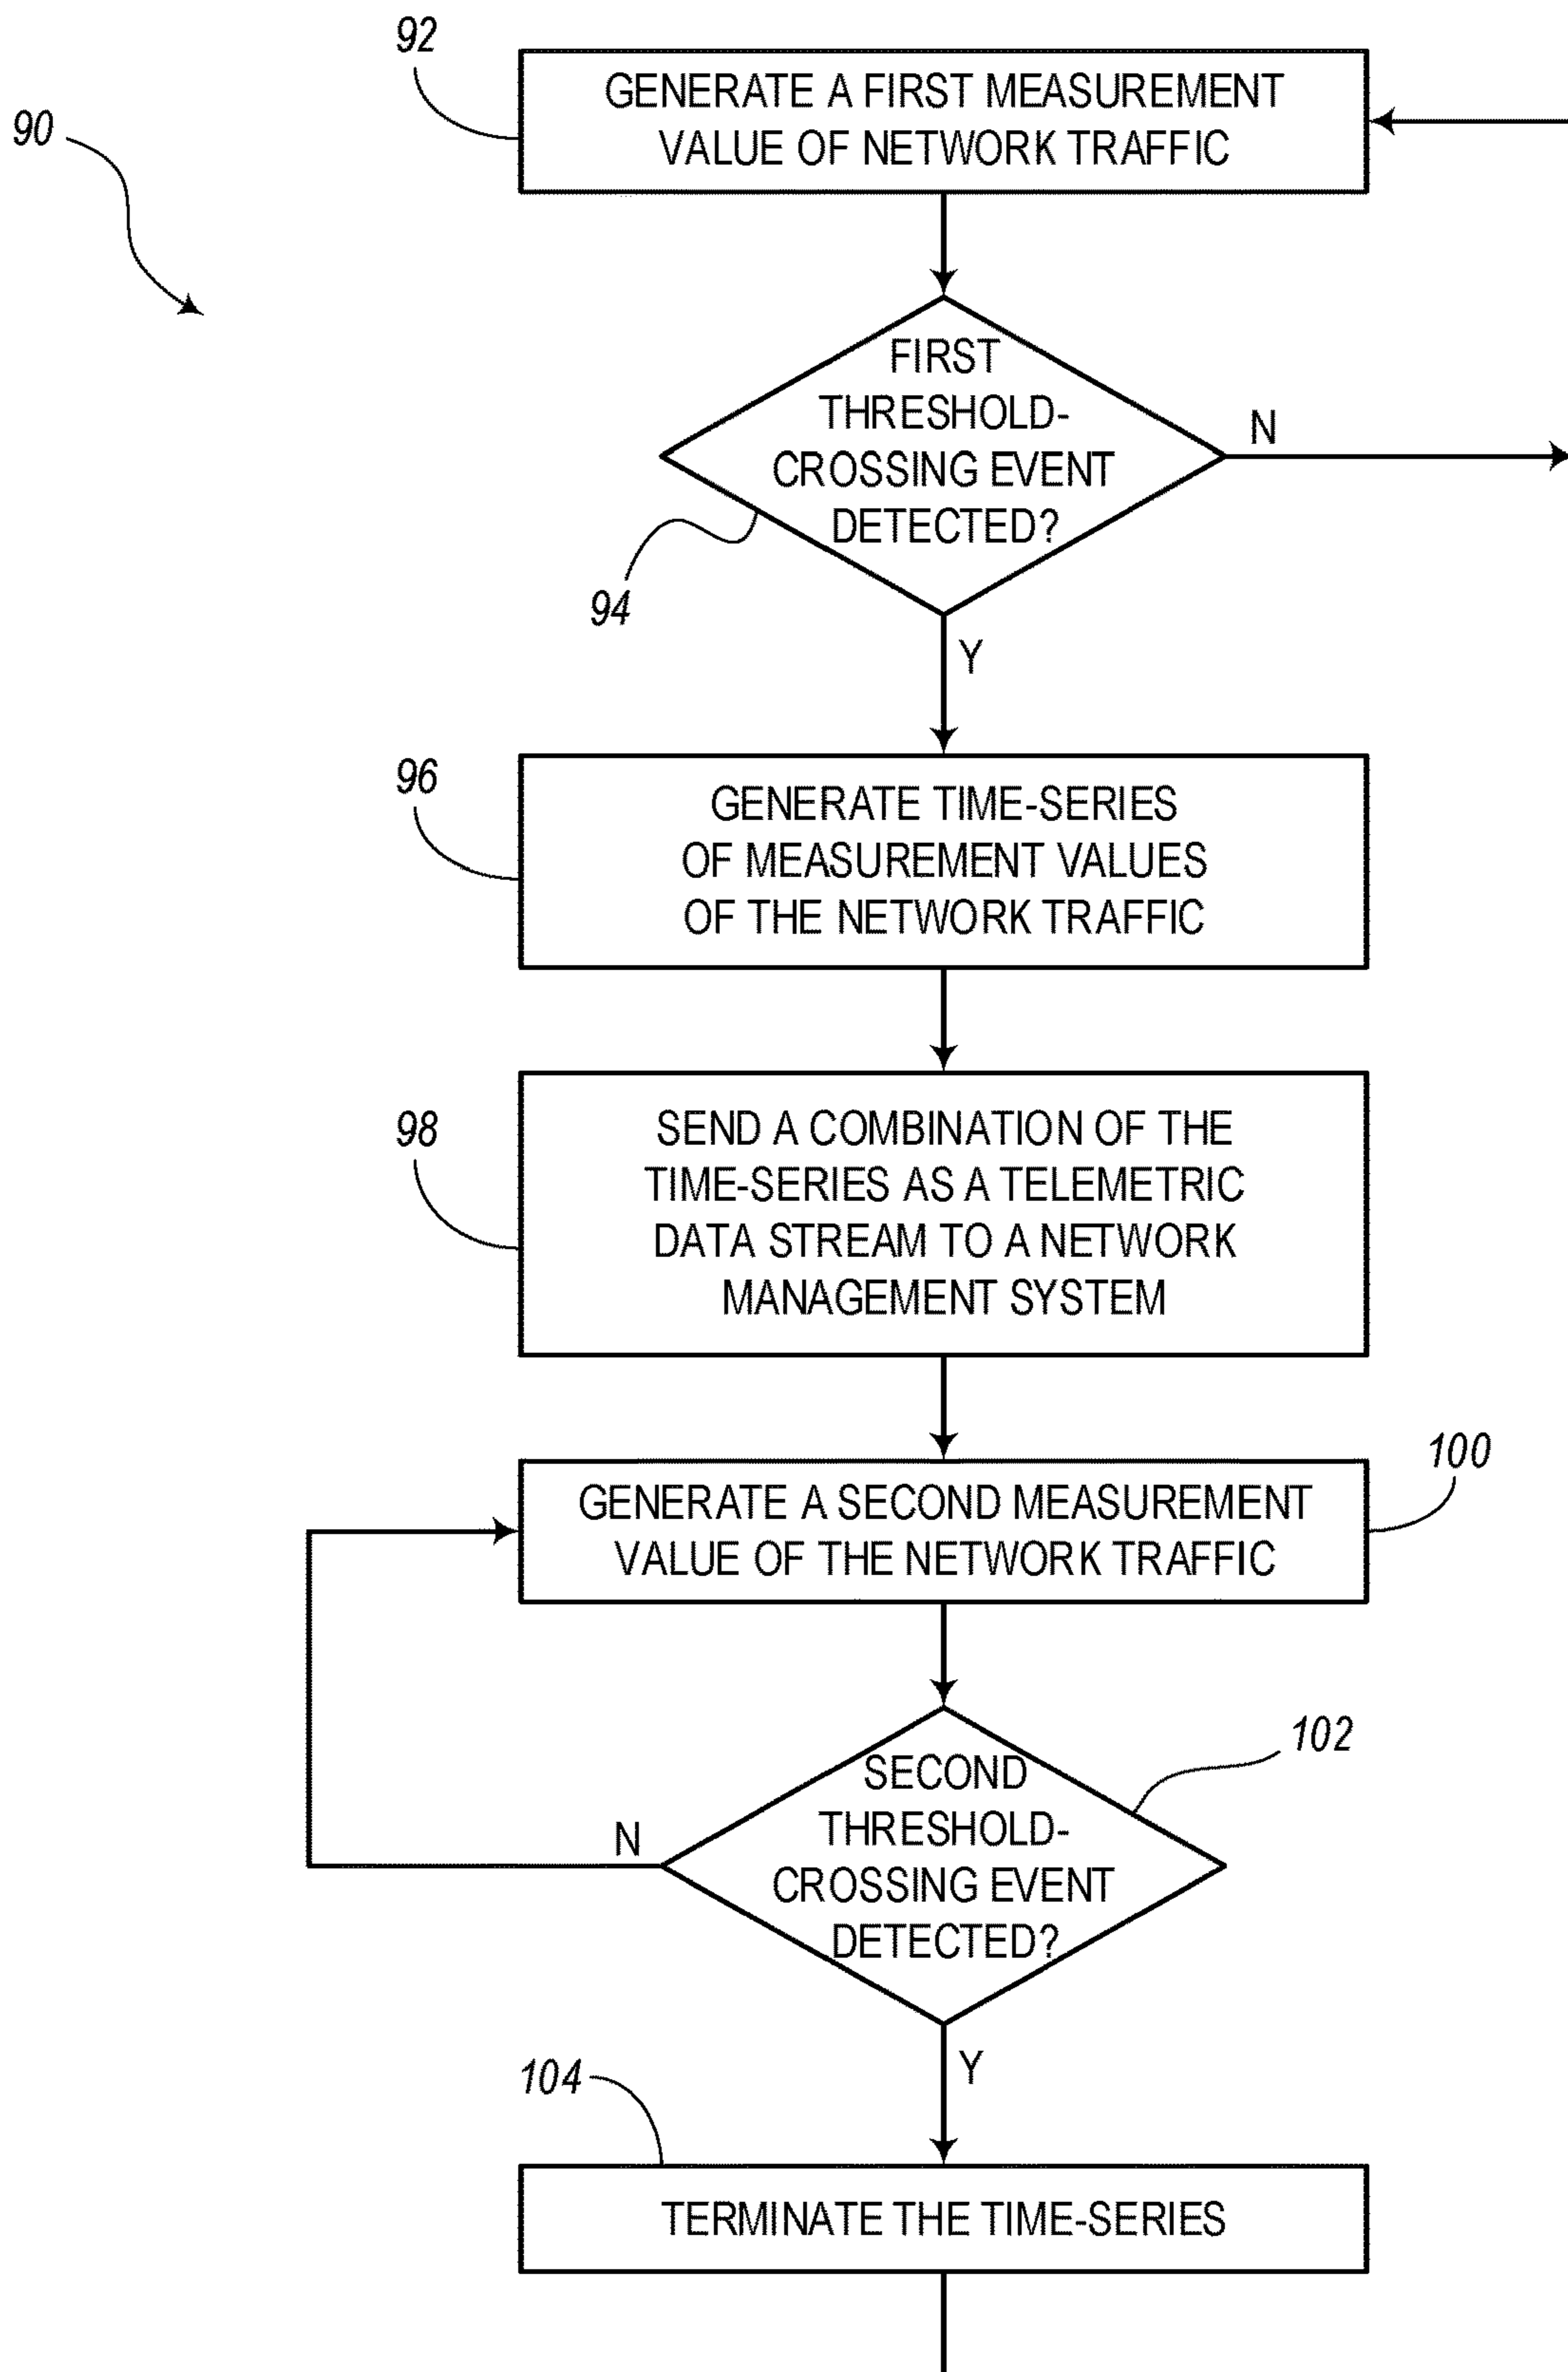 92
GENERATE A FIRST MEASUREMENT
VALUE OF NETWORK TRAFFIC
90
FIRST
THRESHOLD-
CROSSING EVENT
DETECTED?
N
94
Y
96
GENERATE TIME-SERIES
OF MEASUREMENT VALUES
OF THE NETWORK TRAFFIC
98
SEND A COMBINATION OF THE
TIME-SERIES AS A TELEMETRIC
DATA STREAM TO A NETWORK
MANAGEMENT SYSTEM
100
GENERATE A SECOND MEASUREMENT
VALUE OF THE NETWORK TRAFFIC
102
SECOND
THRESHOLD-
CROSSING EVENT
DETECTED?
N
Y
104
TERMINATE THE TIME-SERIES